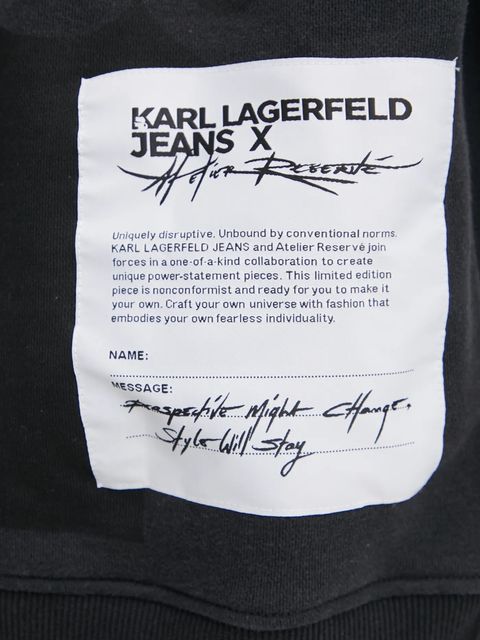 KARL LAGERFELD
JEANS X
Atelier Reservé
Uniquely disruptive. Unbound by conventional norms.
KARL LAGERFELD JEANS and Atelier Reservé join
forces in a one-of-a-kind collaboration to create
unique power-statement pieces. This limited edition
piece is nonconformist and ready for you to make it
your own. Craft your own universe with fashion that
embodies your own fearless individuality.
NAME:
MESSAGE:
Perspective Might CHange,
Style Will Stay